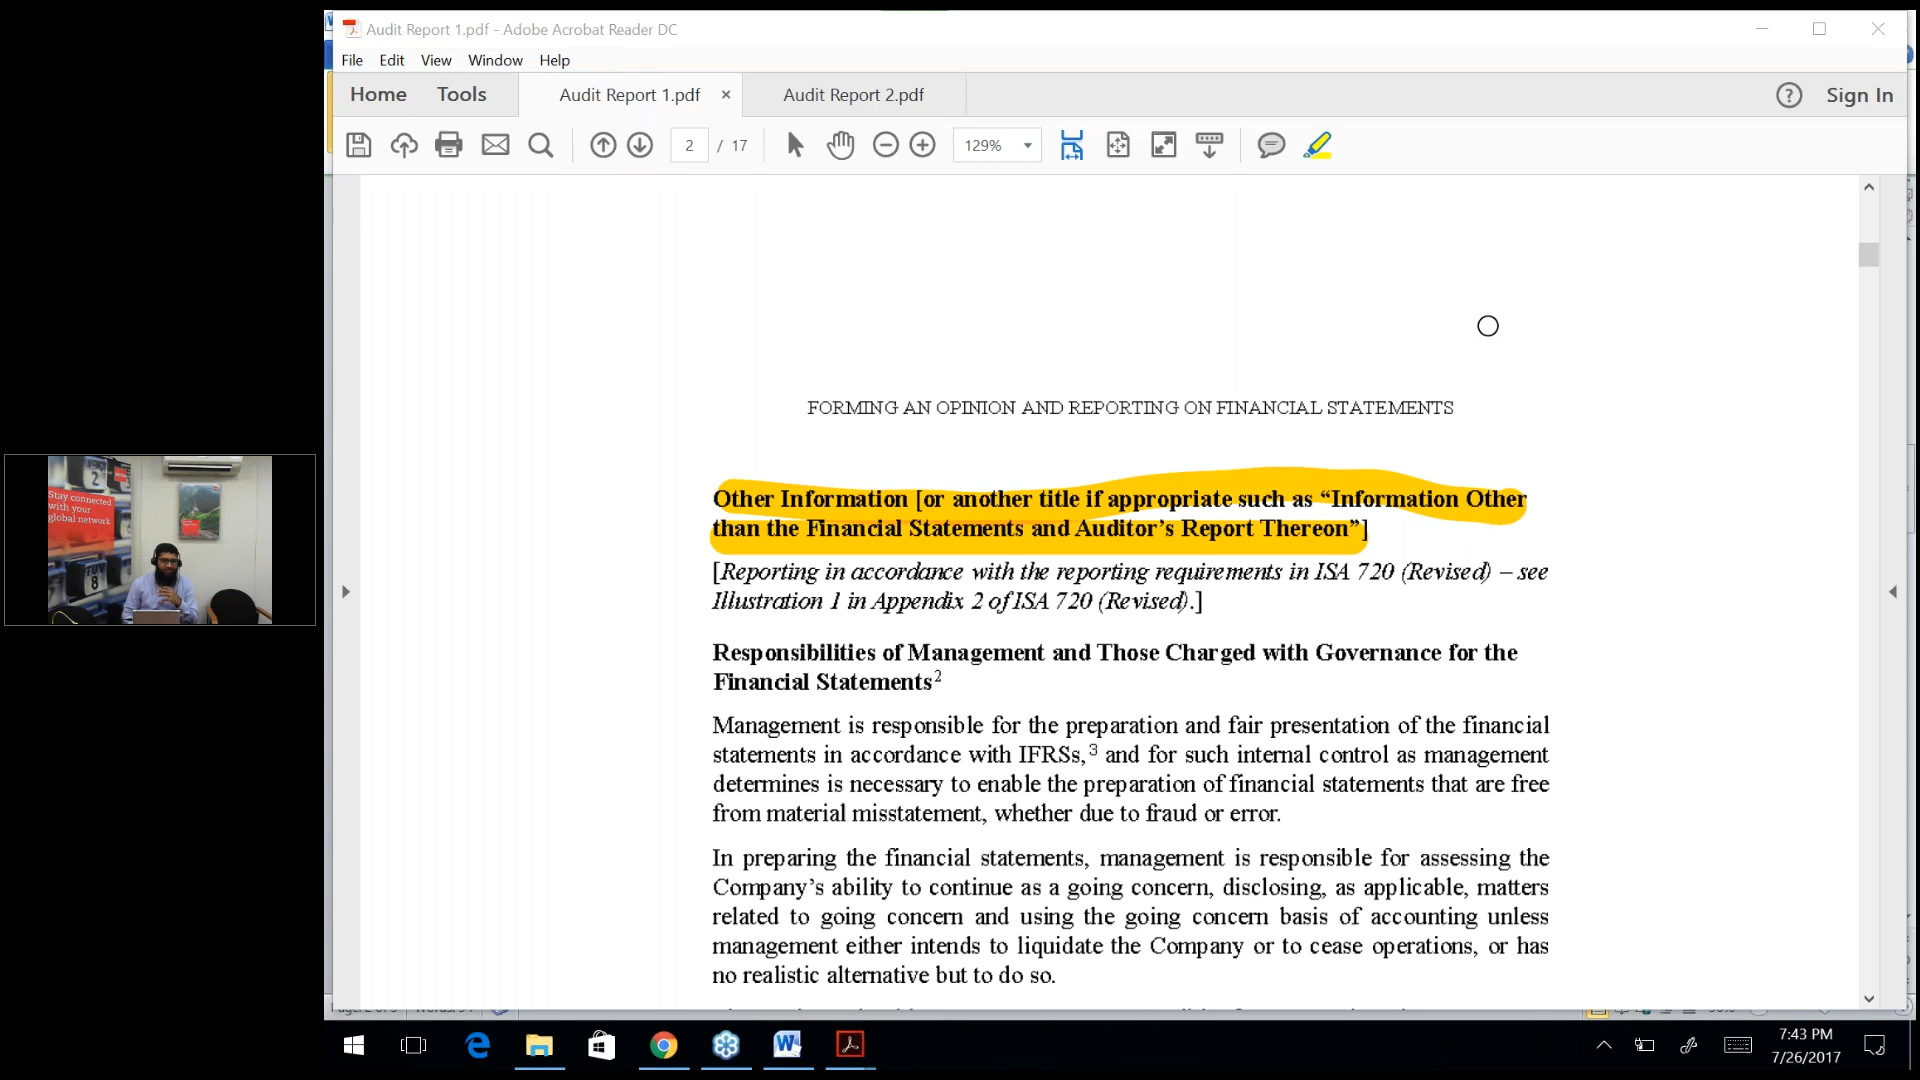 Audit Report 1.pdf - Adobe Acrobat Reader DC
File Edit View Window Help
Home Tools Audit Report 1.pdf × Audit Report 2.pdf ? Sign In
2 / 17 129%
FORMING AN OPINION AND REPORTING ON FINANCIAL STATEMENTS
Other Information [or another title if appropriate such as “Information Other
than the Financial Statements and Auditor’s Report Thereon”]
[Reporting in accordance with the reporting requirements in ISA 720 (Revised) – see
Illustration 1 in Appendix 2 of ISA 720 (Revised).]
Responsibilities of Management and Those Charged with Governance for the
Financial Statements2
Management is responsible for the preparation and fair presentation of the financial
statements in accordance with IFRSs,3 and for such internal control as management
determines is necessary to enable the preparation of financial statements that are free
from material misstatement, whether due to fraud or error.
In preparing the financial statements, management is responsible for assessing the
Company’s ability to continue as a going concern, disclosing, as applicable, matters
related to going concern and using the going concern basis of accounting unless
management either intends to liquidate the Company or to cease operations, or has
no realistic alternative but to do so.
Stay connected
with your
global network
2
TUV
8
7:43 PM
7/26/2017